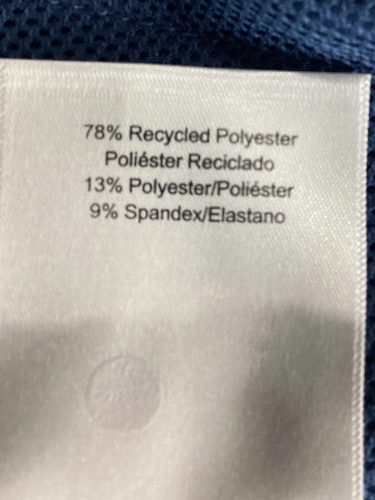 78% Recycled Polyester
Poliéster Reciclado
13% Polyester/Poliéster
9% Spandex/Elastano